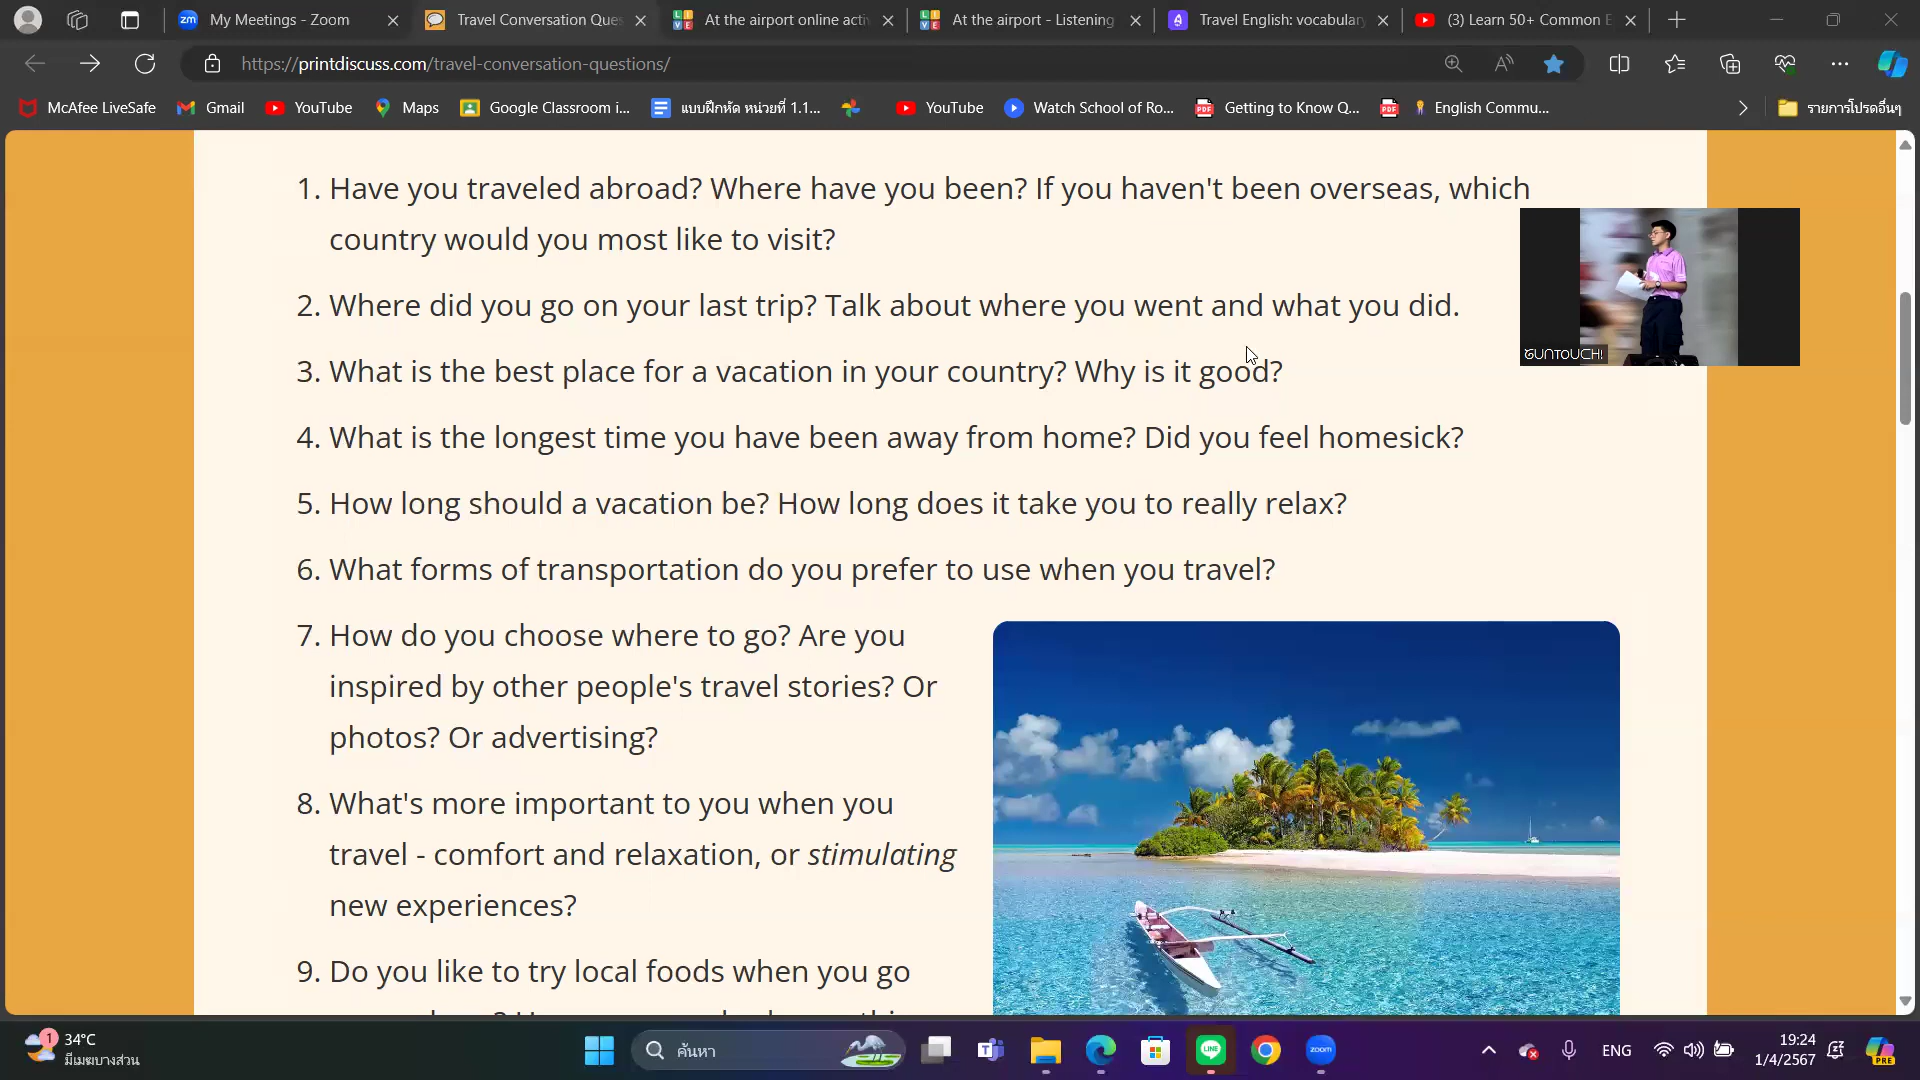 My Meetings - Zoom
Travel Conversation Ques
At the airport online activ
At the airport - Listening
Travel English: vocabulary
(3) Learn 50+ Common E
https://printdiscuss.com/travel-conversation-questions/
McAfee LiveSafe
Gmail
YouTube
Maps
Google Classroom i...
แบบฝึกหัด หน่วยที่ 1.1...
YouTube
Watch School of Ro...
Getting to Know Q...
English Commu...
รายการโปรดอื่นๆ
1. Have you traveled abroad? Where have you been? If you haven't been overseas, which
country would you most like to visit?
2. Where did you go on your last trip? Talk about where you went and what you did.
3. What is the best place for a vacation in your country? Why is it good?
4. What is the longest time you have been away from home? Did you feel homesick?
5. How long should a vacation be? How long does it take you to really relax?
6. What forms of transportation do you prefer to use when you travel?
7. How do you choose where to go? Are you
inspired by other people's travel stories? Or
photos? Or advertising?
8. What's more important to you when you
travel - comfort and relaxation, or stimulating
new experiences?
9. Do you like to try local foods when you go
34°C
มีเมฆบางส่วน
ค้นหา
zoom
ENG
19:24
1/4/2567